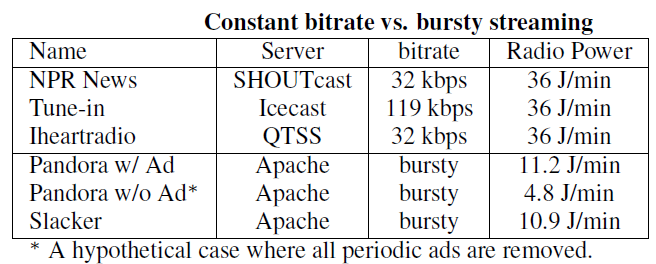 Constant bitrate vs. bursty streaming
Name Server bitrate Radio Power
NPR News SHOUTcast 32 kbps 36 J/min
Tune-in Icecast 119 kbps 36 J/min
Iheartradio QTSS 32 kbps 36 J/min
Pandora w/ Ad Apache bursty 11.2 J/min
Pandora w/o Ad* Apache bursty 4.8 J/min
Slacker Apache bursty 10.9 J/min
* A hypothetical case where all periodic ads are removed.